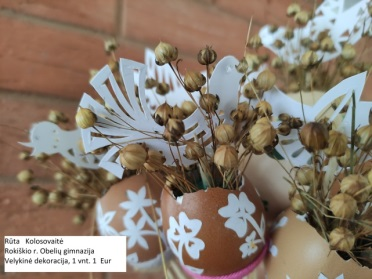 Rūta   Kolosovaitė
Rokiškio r. Obelių gimnazija
Velykinė dekoracija, 1 vnt. 1  Eur